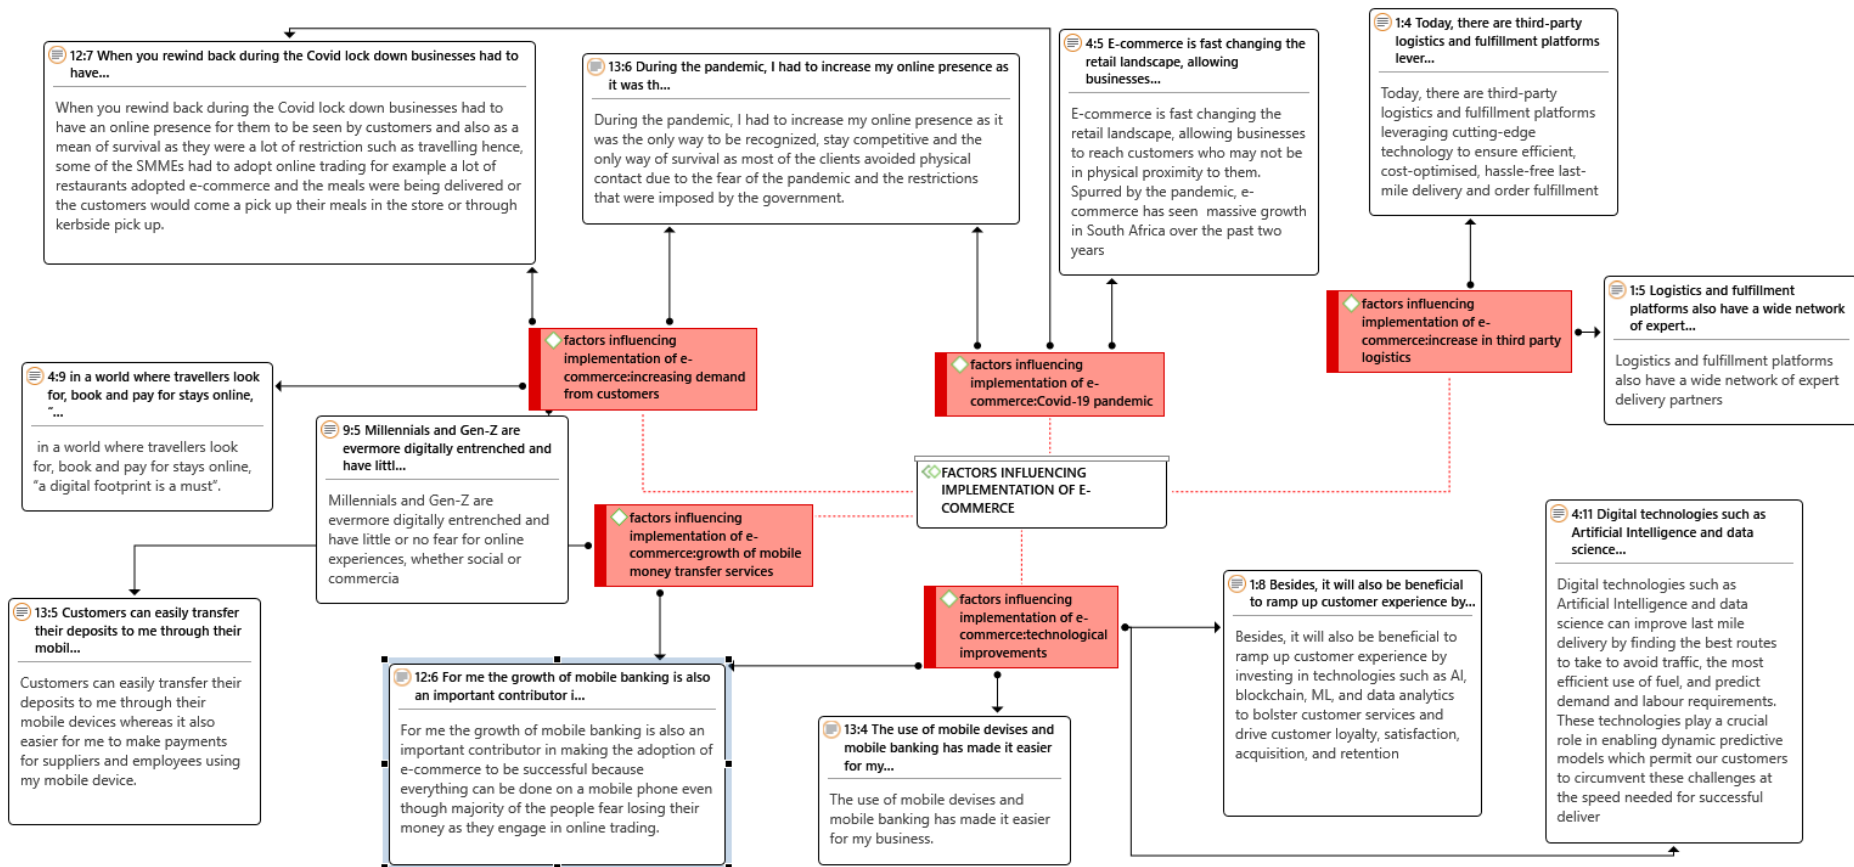 12:7 When you rewind back during the Covid lock down businesses had to
have...
When you rewind back during the Covid lock down businesses had to
have an online presence for them to be seen by customers and also as a
mean of survival as they were a lot of restriction such as travelling hence,
some of the SMMEs had to adopt online trading for example a lot of
restaurants adopted e-commerce and the meals were being delivered or
the customers would come a pick up their meals in the store or through
kerbside pick up.
13:6 During the pandemic, I had to increase my online presence as
it was th...
During the pandemic, I had to increase my online presence as it
was the only way to be recognized, stay competitive and the
only way of survival as most of the clients avoided physical
contact due to the fear of the pandemic and the restrictions
that were imposed by the government.
4:5 E-commerce is fast changing the
retail landscape, allowing
businesses...
E-commerce is fast changing the
retail landscape, allowing businesses
to reach customers who may not be
in physical proximity to them.
Spurred by the pandemic, e-
commerce has seen  massive growth
in South Africa over the past two
years
1:4 Today, there are third-party
logistics and fulfillment platforms
lever...
Today, there are third-party
logistics and fulfillment platforms
leveraging cutting-edge
technology to ensure efficient,
cost-optimised, hassle-free last-
mile delivery and order fulfillment
1:5 Logistics and fulfillment
platforms also have a wide network
of expert...
Logistics and fulfillment platforms
also have a wide network of expert
delivery partners
factors influencing
implementation of e-
commerce:increasing demand
from customers
factors influencing
implementation of e-
commerce:Covid-19 pandemic
factors influencing
implementation of e-
commerce:increase in third party
logistics
4:9 in a world where travellers look
for, book and pay for stays online,
“...
in a world where travellers look
for, book and pay for stays online,
“a digital footprint is a must”.
9:5 Millennials and Gen-Z are
evermore digitally entrenched and
have littl...
Millennials and Gen-Z are
evermore digitally entrenched and
have little or no fear for online
experiences, whether social or
commercia
FACTORS INFLUENCING
IMPLEMENTATION OF E-
COMMERCE
factors influencing
implementation of e-
commerce:growth of mobile
money transfer services
factors influencing
implementation of e-
commerce:technological
improvements
13:5 Customers can easily transfer
their deposits to me through their
mobil...
Customers can easily transfer their
deposits to me through their
mobile devices whereas it also
easier for me to make payments
for suppliers and employees using
my mobile device.
12:6 For me the growth of mobile banking is also
an important contributor i...
For me the growth of mobile banking is also an
important contributor in making the adoption of
e-commerce to be successful because
everything can be done on a mobile phone even
though majority of the people fear losing their
money as they engage in online trading.
13:4 The use of mobile devises and
mobile banking has made it easier
for my...
The use of mobile devises and
mobile banking has made it easier
for my business.
1:8 Besides, it will also be beneficial
to ramp up customer experience by...
Besides, it will also be beneficial to
ramp up customer experience by
investing in technologies such as AI,
blockchain, ML, and data analytics
to bolster customer services and
drive customer loyalty, satisfaction,
acquisition, and retention
4:11 Digital technologies such as
Artificial Intelligence and data
science...
Digital technologies such as
Artificial Intelligence and data
science can improve last mile
delivery by finding the best routes
to take to avoid traffic, the most
efficient use of fuel, and predict
demand and labour requirements.
These technologies play a crucial
role in enabling dynamic predictive
models which permit our customers
to circumvent these challenges at
the speed needed for successful
deliver